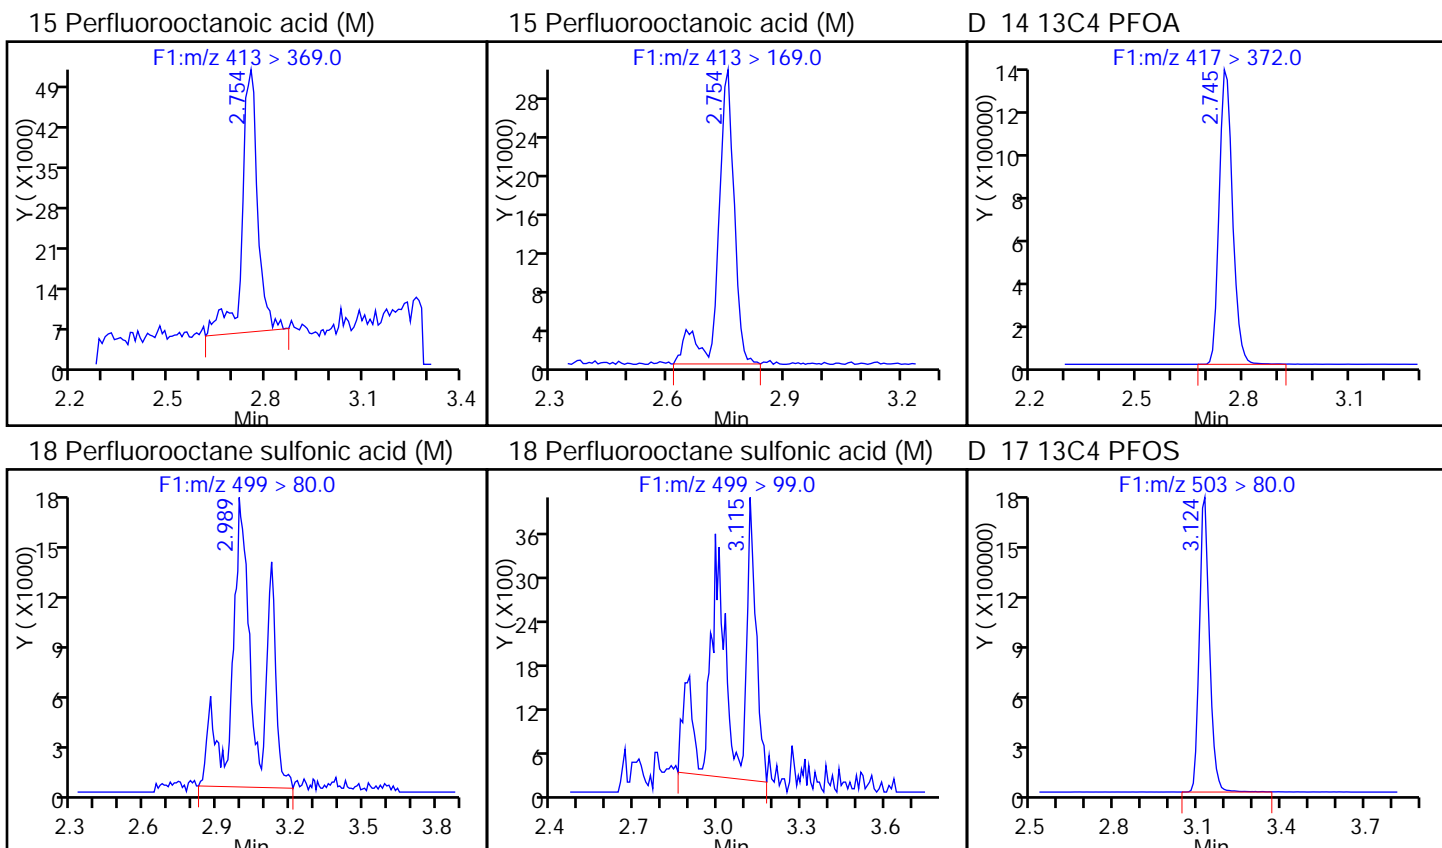 15 Perfluorooctanoic acid (M)
F1:m/z 413 > 369.0
2.754
Y ( X1000)
49
42
35
28
21
14
7
0
2.2 2.5 2.8 3.1 3.4
Min
15 Perfluorooctanoic acid (M)
F1:m/z 413 > 169.0
2.754
Y ( X1000)
28
24
20
16
12
8
4
0
2.3 2.6 2.9 3.2
Min
D 14 13C4 PFOA
F1:m/z 417 > 372.0
2.745
Y ( X100000)
14
12
10
8
6
4
2
0
2.2 2.5 2.8 3.1
Min
18 Perfluorooctane sulfonic acid (M)
F1:m/z 499 > 80.0
2.989
Y ( X1000)
18
15
12
9
6
3
0
2.3 2.6 2.9 3.2 3.5 3.8
Min
18 Perfluorooctane sulfonic acid (M)
F1:m/z 499 > 99.0
3.115
Y ( X100)
36
30
24
18
12
6
0
2.4 2.7 3.0 3.3 3.6
Min
D 17 13C4 PFOS
F1:m/z 503 > 80.0
3.124
Y ( X100000)
18
15
12
9
6
3
0
2.5 2.8 3.1 3.4 3.7
Min